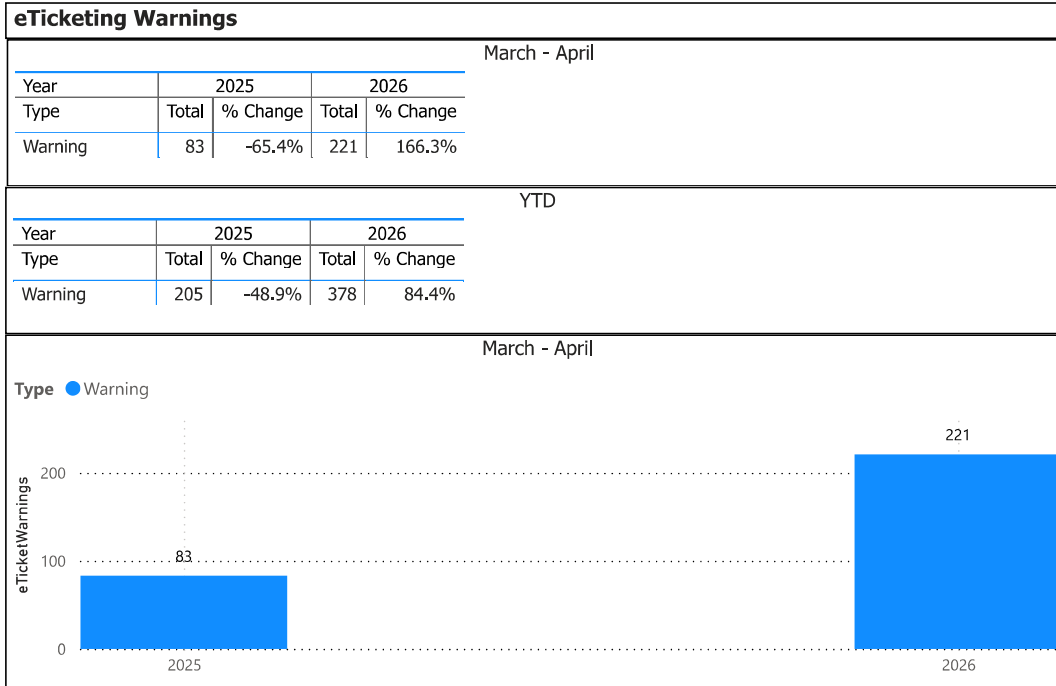 eTicketing Warnings
March - April
Year 2025 2026
Type Total % Change Total % Change
Warning 83 -65.4% 221 166.3%
YTD
Year 2025 2026
Type Total % Change Total % Change
Warning 205 -48.9% 378 84.4%
March - April
Type Warning
221
200
eTicketWarnings
83
100
0
2025 2026